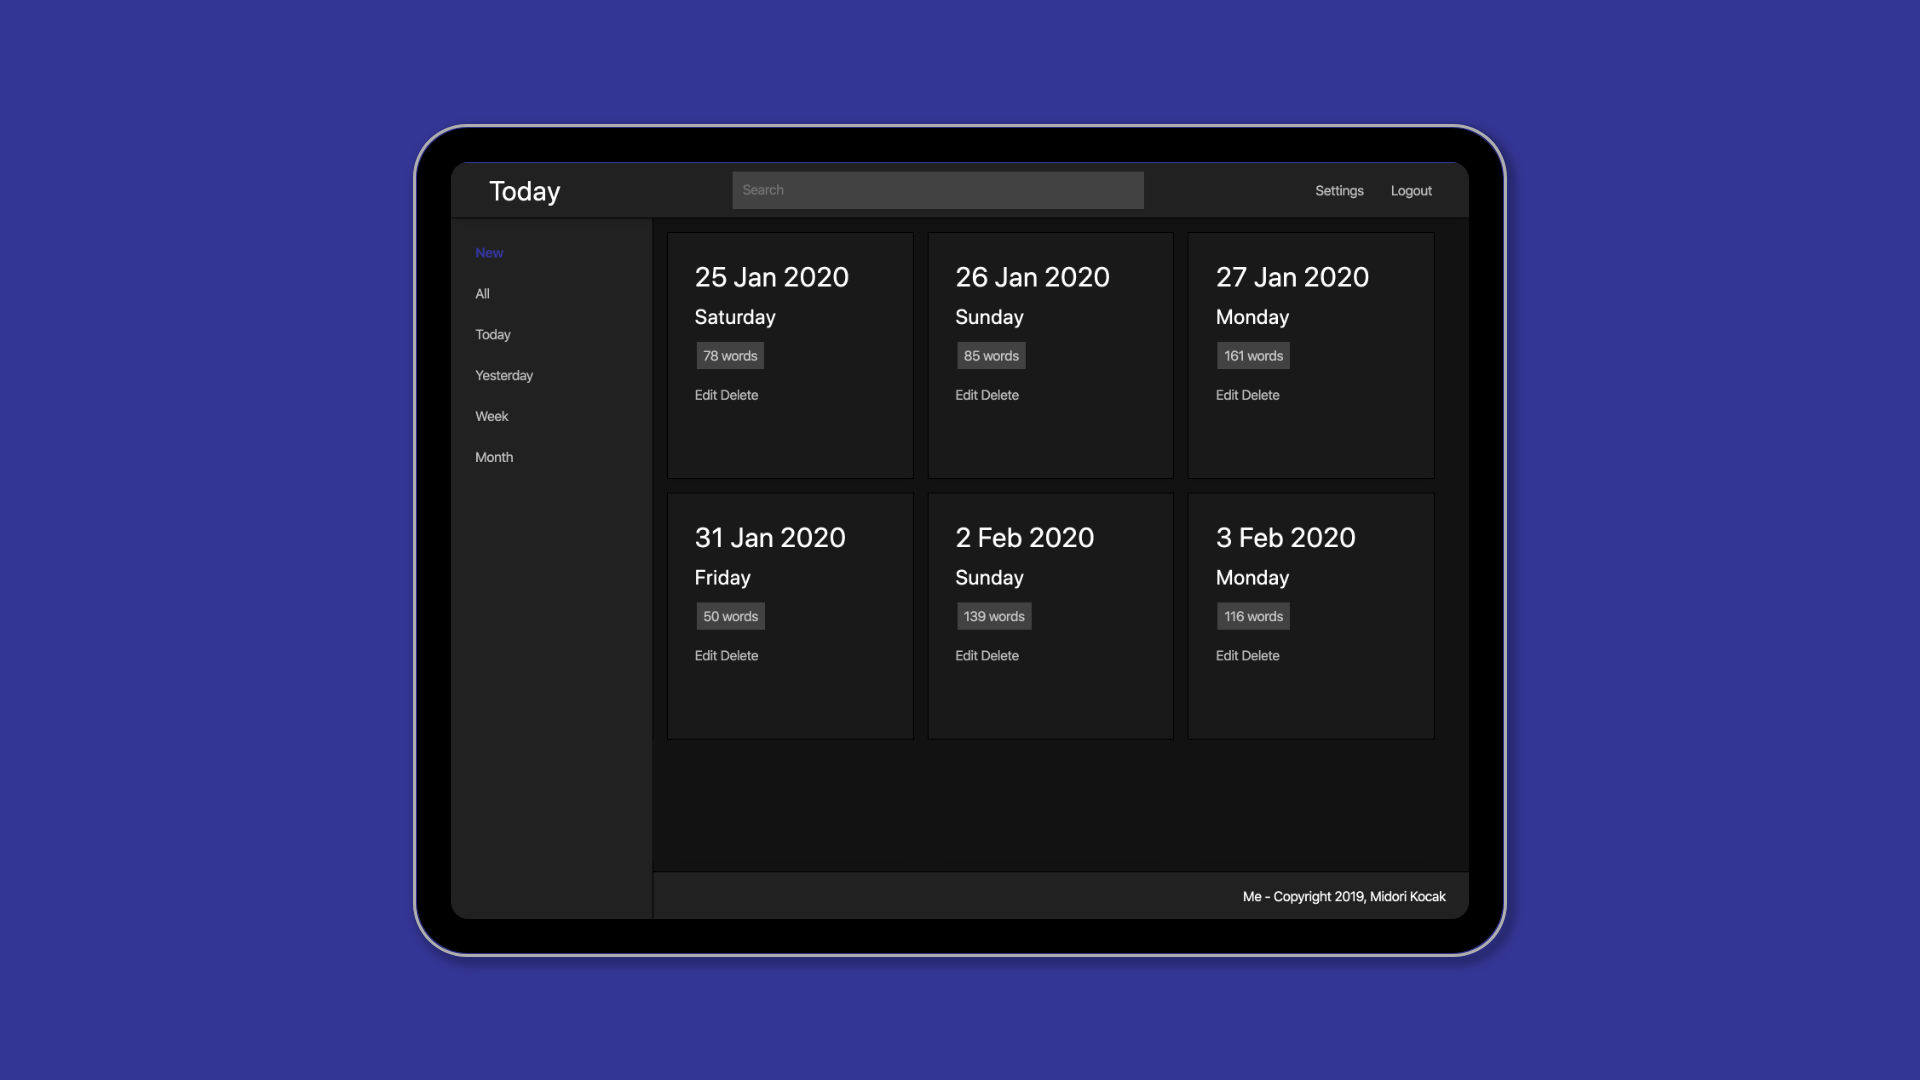 Today
Search
Settings
Logout
New
All
Today
Yesterday
Week
Month
25 Jan 2020
Saturday
78 words
Edit Delete
26 Jan 2020
Sunday
85 words
Edit Delete
27 Jan 2020
Monday
161 words
Edit Delete
31 Jan 2020
Friday
50 words
Edit Delete
2 Feb 2020
Sunday
139 words
Edit Delete
3 Feb 2020
Monday
116 words
Edit Delete
Me - Copyright 2019, Midori Kocak